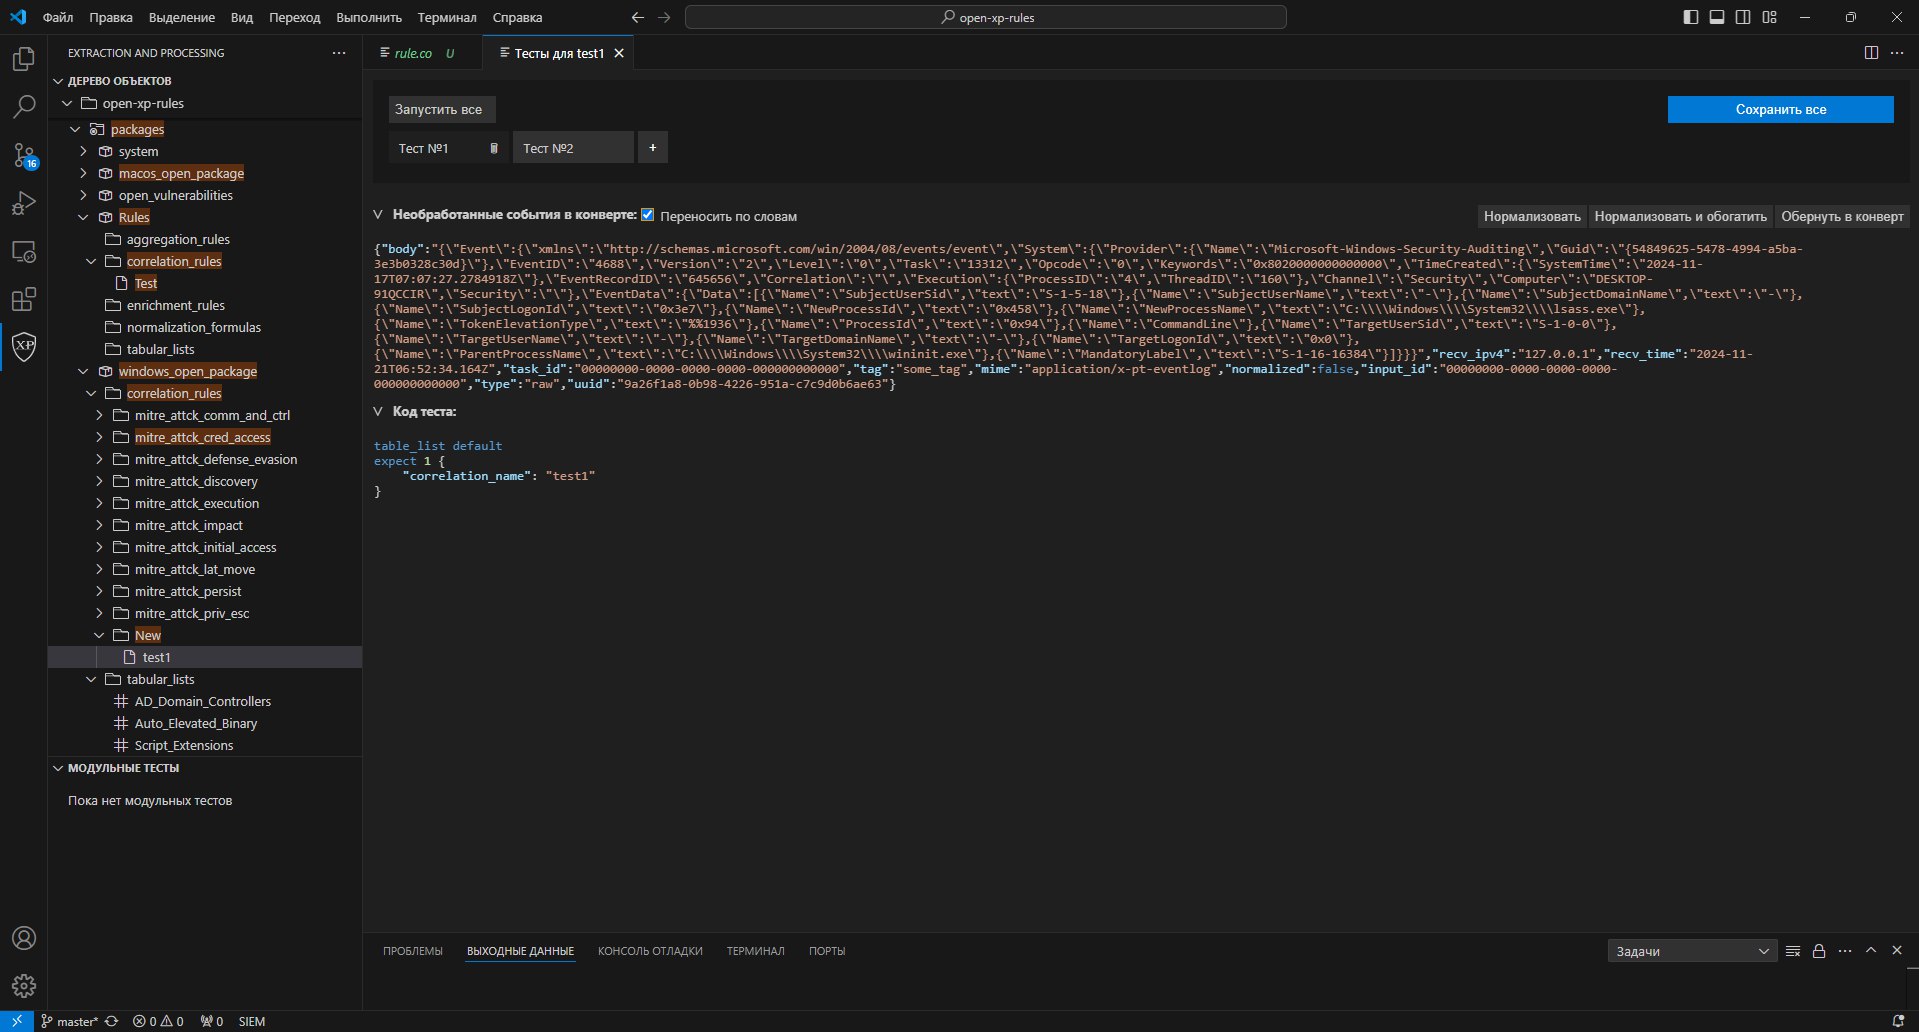 Файл Правка Выделение Вид Переход Выполнить Терминал Справка
open-xp-rules
EXTRACTION AND PROCESSING
ДЕРЕВО ОБЪЕКТОВ
open-xp-rules
packages
system
macos_open_package
open_vulnerabilities
Rules
aggregation_rules
correlation_rules
Test
enrichment_rules
normalization_formulas
tabular_lists
windows_open_package
correlation_rules
mitre_attck_comm_and_ctrl
mitre_attck_cred_access
mitre_attck_defense_evasion
mitre_attck_discovery
mitre_attck_execution
mitre_attck_impact
mitre_attck_initial_access
mitre_attck_lat_move
mitre_attck_persist
mitre_attck_priv_esc
New
test1
tabular_lists
AD_Domain_Controllers
Auto_Elevated_Binary
Script_Extensions
МОДУЛЬНЫЕ ТЕСТЫ
Пока нет модульных тестов
16
XP
rule.co U
Тесты для test1
Запустить все
Сохранить все
Тест №1
Тест №2
+
Необработанные события в конверте: Переносить по словам
Нормализовать Нормализовать и обогатить Обернуть в конверт
{"body":"{\"Event\":{\"xmlns\":\"http://schemas.microsoft.com/win/2004/08/events/event\",\"System\":{\"Provider\":{\"Name\":\"Microsoft-Windows-Security-Auditing\",\"Guid\":\"{54849625-5478-4994-a5ba-
3e3b0328c30d}\"},\"EventID\":\"4688\",\"Version\":\"2\",\"Level\":\"0\",\"Task\":\"13312\",\"Opcode\":\"0\",\"Keywords\":\"0x8020000000000000\",\"TimeCreated\":{\"SystemTime\":\"2024-11-
17T07:07:27.2784918Z\"},\"EventRecordID\":\"645656\",\"Correlation\":\"\",\"Execution\":{\"ProcessID\":\"4\",\"ThreadID\":\"160\"},\"Channel\":\"Security\",\"Computer\":\"DESKTOP-
91QCCIR\",\"Security\":\"\"},\"EventData\":{\"Data\":[{\"Name\":\"SubjectUserSid\",\"text\":\"S-1-5-18\"},{\"Name\":\"SubjectUserName\",\"text\":\"-\"},{\"Name\":\"SubjectDomainName\",\"text\":\"-\"},
{\"Name\":\"SubjectLogonId\",\"text\":\"0x3e7\"},{\"Name\":\"NewProcessId\",\"text\":\"0x458\"},{\"Name\":\"NewProcessName\",\"text\":\"C:\\\\Windows\\\\System32\\\\lsass.exe\"},
{\"Name\":\"TokenElevationType\",\"text\":\"%%1936\"},{\"Name\":\"ProcessId\",\"text\":\"0x94\"},{\"Name\":\"CommandLine\"},{\"Name\":\"TargetUserSid\",\"text\":\"S-1-0-0\"},
{\"Name\":\"TargetUserName\",\"text\":\"-\"},{\"Name\":\"TargetDomainName\",\"text\":\"-\"},{\"Name\":\"TargetLogonId\",\"text\":\"0x0\"},
{\"Name\":\"ParentProcessName\",\"text\":\"C:\\\\Windows\\\\System32\\\\wininit.exe\"},{\"Name\":\"MandatoryLabel\",\"text\":\"S-1-16-16384\"}]}}}","recv_ipv4":"127.0.0.1","recv_time":"2024-11-
21T06:52:34.164Z","task_id":"00000000-0000-0000-0000-000000000000","tag":"some_tag","mime":"application/x-pt-eventlog","normalized":false,"input_id":"00000000-0000-0000-0000-
000000000000","type":"raw","uuid":"9a26f1a8-0b98-4226-951a-c7c9d0b6ae63"}
Код теста:
table_list default
expect 1 {
"correlation_name": "test1"
}
ПРОБЛЕМЫ ВЫХОДНЫЕ ДАННЫЕ КОНСОЛЬ ОТЛАДКИ ТЕРМИНАЛ ПОРТЫ
Задачи
master* 0 0 0 SIEM